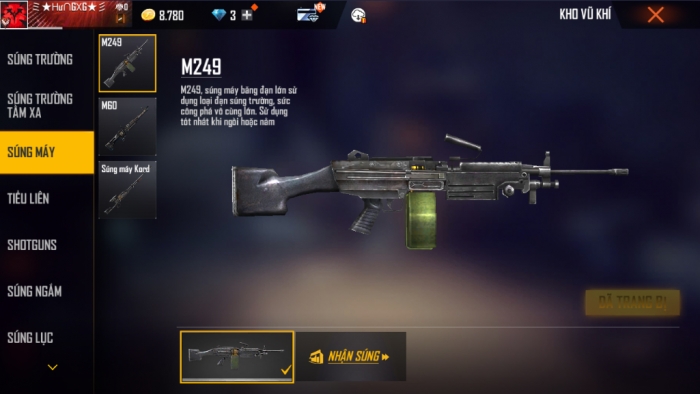 ★HuՌGXG★
0
8.780
3
NEW
KHO VŨ KHÍ
SÚNG TRƯỜNG
SÚNG TRƯỜNG
TẦM XA
SÚNG MÁY
TIỂU LIÊN
SHOTGUNS
SÚNG NGẮM
SÚNG LỤC
M249
M60
Súng máy Kord
M249
M249, súng máy băng đạn lớn sử
dụng loại đạn súng trường, sức
công phá vô cùng lớn. Sử dụng
tốt nhất khi ngồi hoặc nằm
ĐÃ TRANG BỊ
NHẬN SÚNG